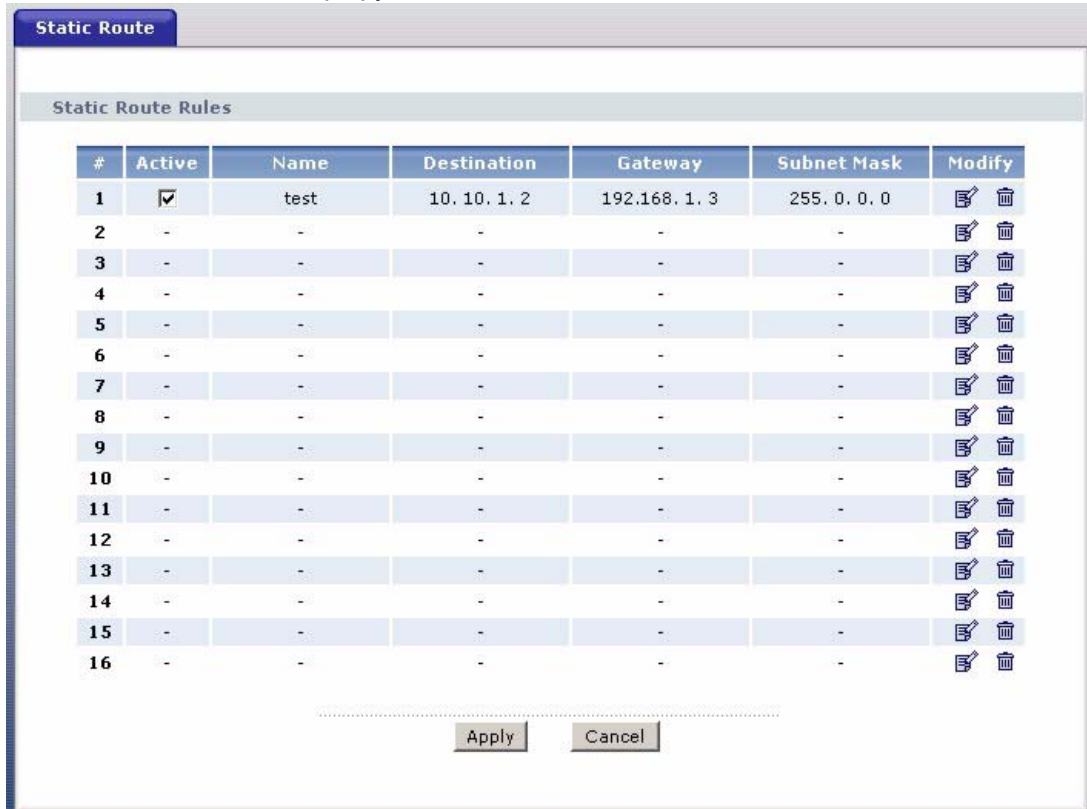 Static Route
Static Route Rules
# Active Name Destination Gateway Subnet Mask Modify
1 test 10. 10. 1. 2 192.168. 1. 3 255. 0. 0. 0
2 - - - - -
3 - - - - -
4 - - - - -
5 - - - - -
6 - - - - -
7 - - - - -
8 - - - - -
9 - - - - -
10 - - - - -
11 - - - - -
12 - - - - -
13 - - - - -
14 - - - - -
15 - - - - -
16 - - - - -
Apply Cancel